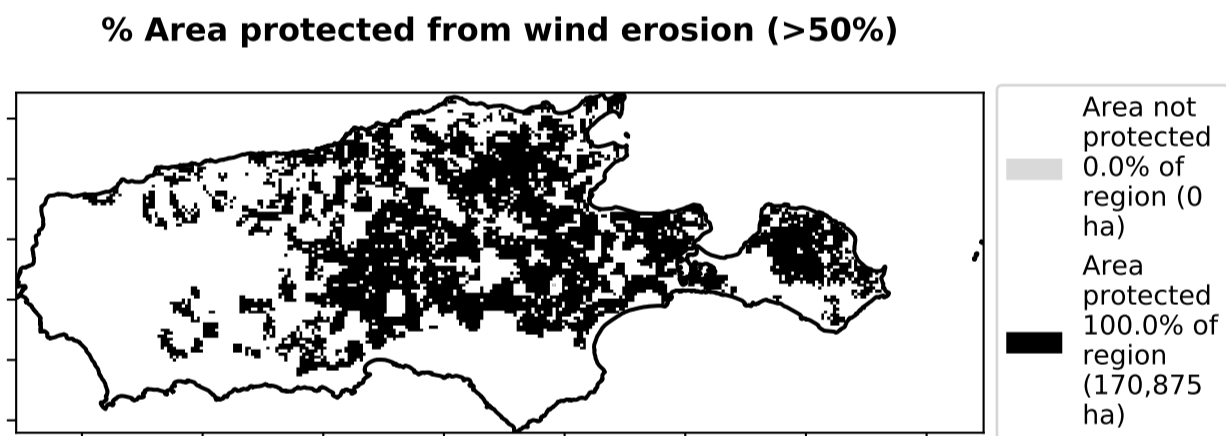 % Area protected from wind erosion (>50%)
Area not
protected
0.0% of
region (0
ha)
Area
protected
100.0% of
region
(170,875
ha)